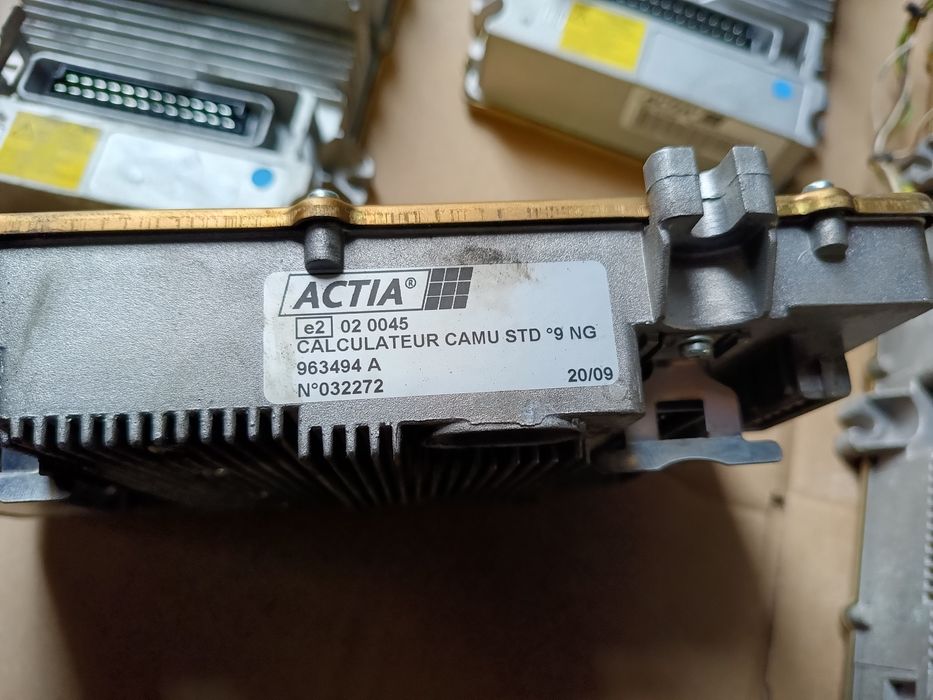 ACTIA®
e2 02 0045
CALCULATEUR CAMU STD °9 NG
963494 A
N°032272 20/09